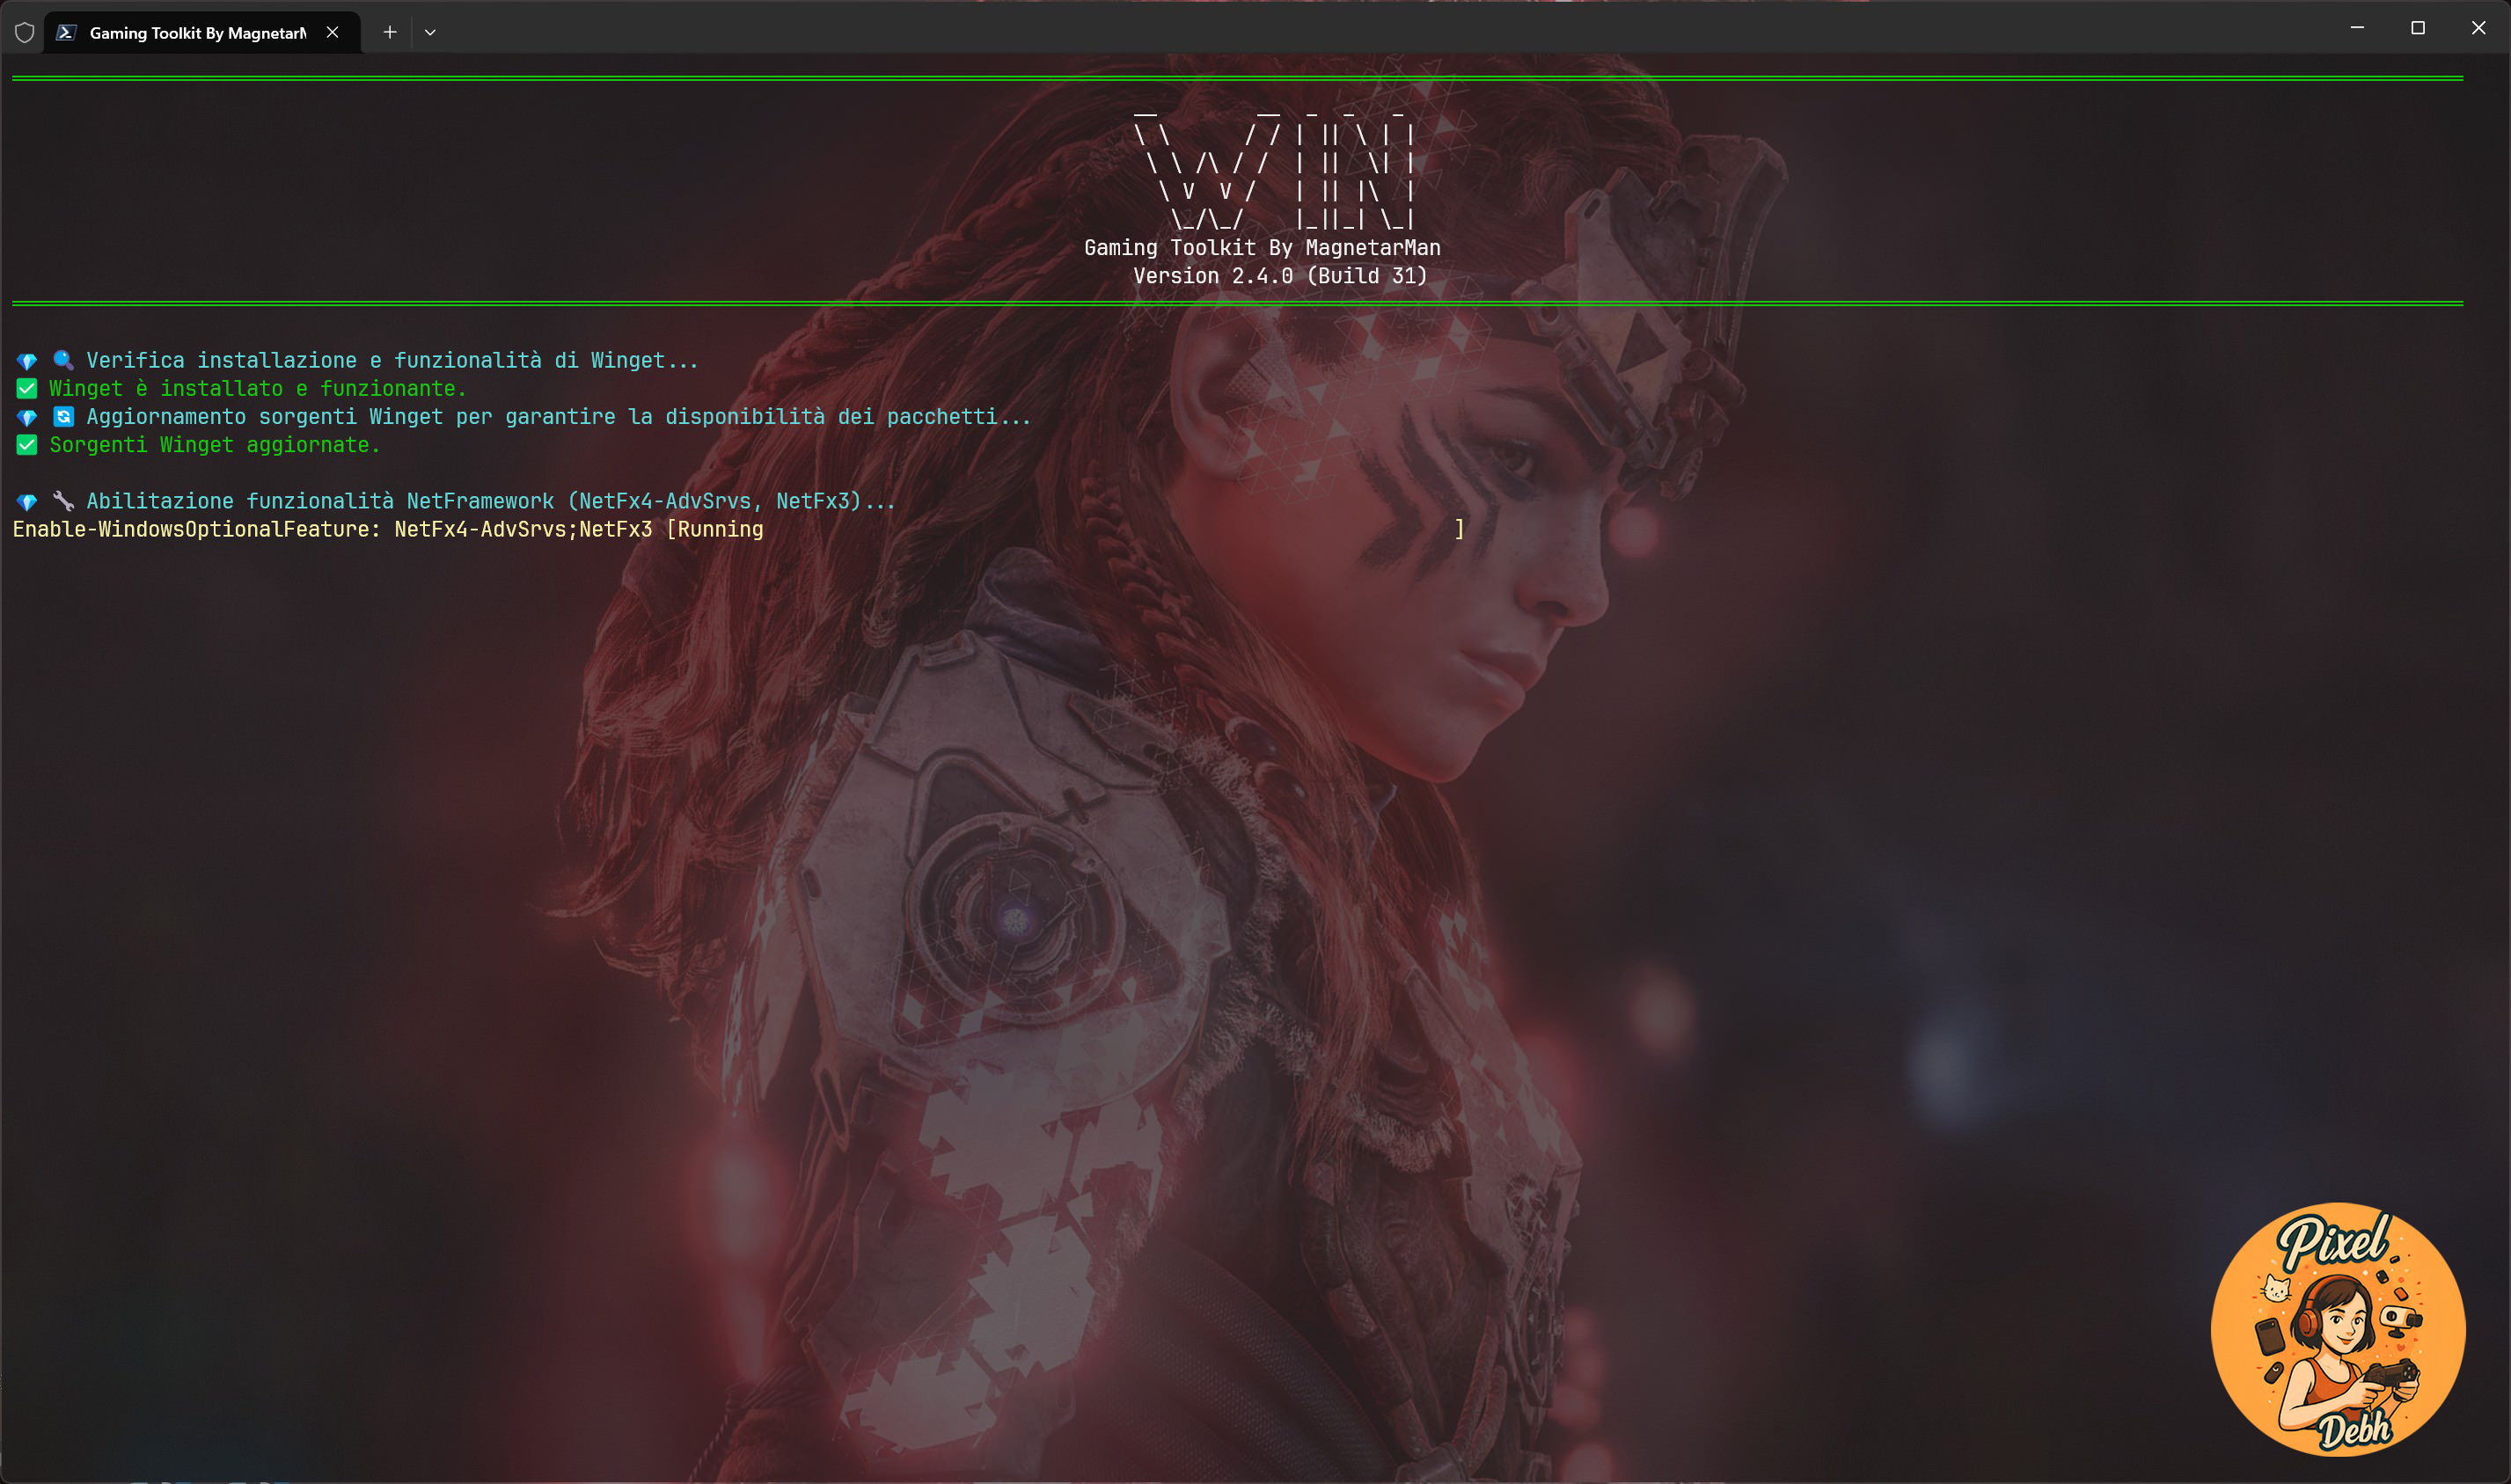 Gaming Toolkit By Magnetar
WIN
Gaming Toolkit By MagnetarMan
Version 2.4.0 (Build 31)
💎 🔍 Verifica installazione e funzionalità di Winget...
✅ Winget è installato e funzionante.
💎 🔄 Aggiornamento sorgenti Winget per garantire la disponibilità dei pacchetti...
✅ Sorgenti Winget aggiornate.
💎 🔧 Abilitazione funzionalità NetFramework (NetFx4-AdvSrvs, NetFx3)...
Enable-WindowsOptionalFeature: NetFx4-AdvSrvs;NetFx3 [Running ]
Pixel
Debh